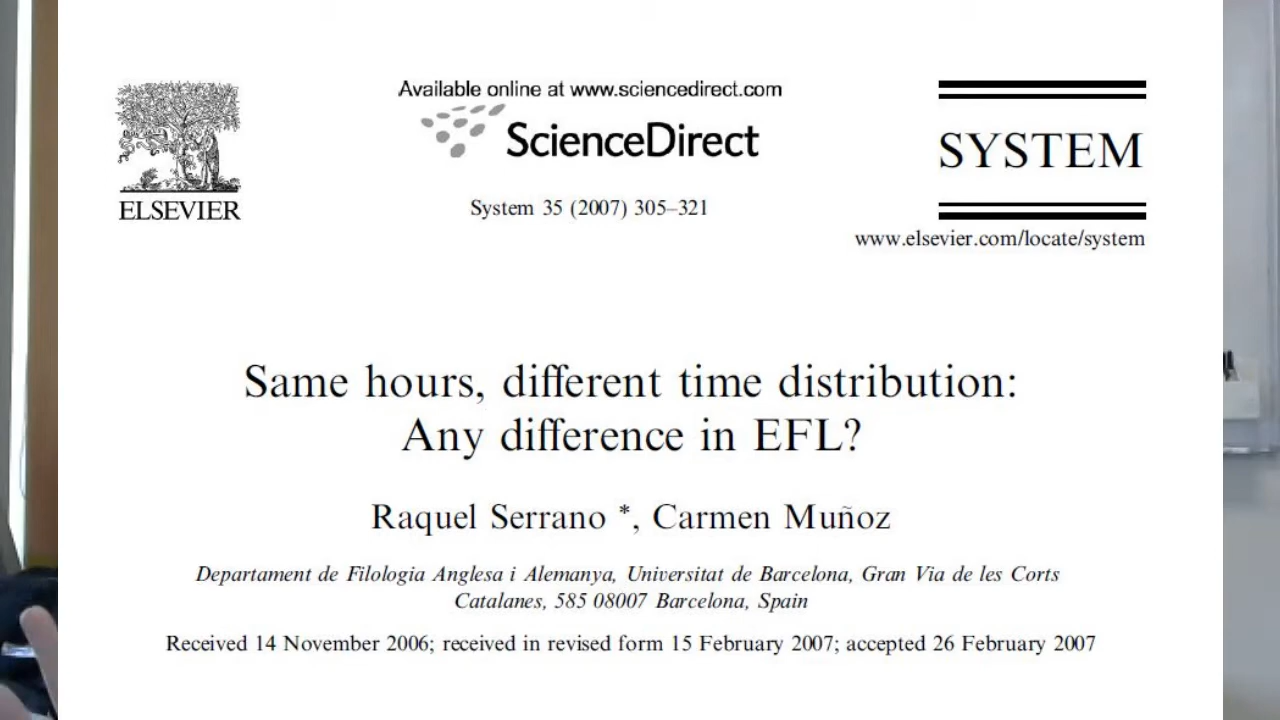 Available online at www.sciencedirect.com
ScienceDirect
SYSTEM
ELSEVIER
System 35 (2007) 305–321
www.elsevier.com/locate/system
Same hours, different time distribution:
Any difference in EFL?
Raquel Serrano *, Carmen Muñoz
Departament de Filologia Anglesa i Alemanya, Universitat de Barcelona, Gran Via de les Corts
Catalanes, 585 08007 Barcelona, Spain
Received 14 November 2006; received in revised form 15 February 2007; accepted 26 February 2007